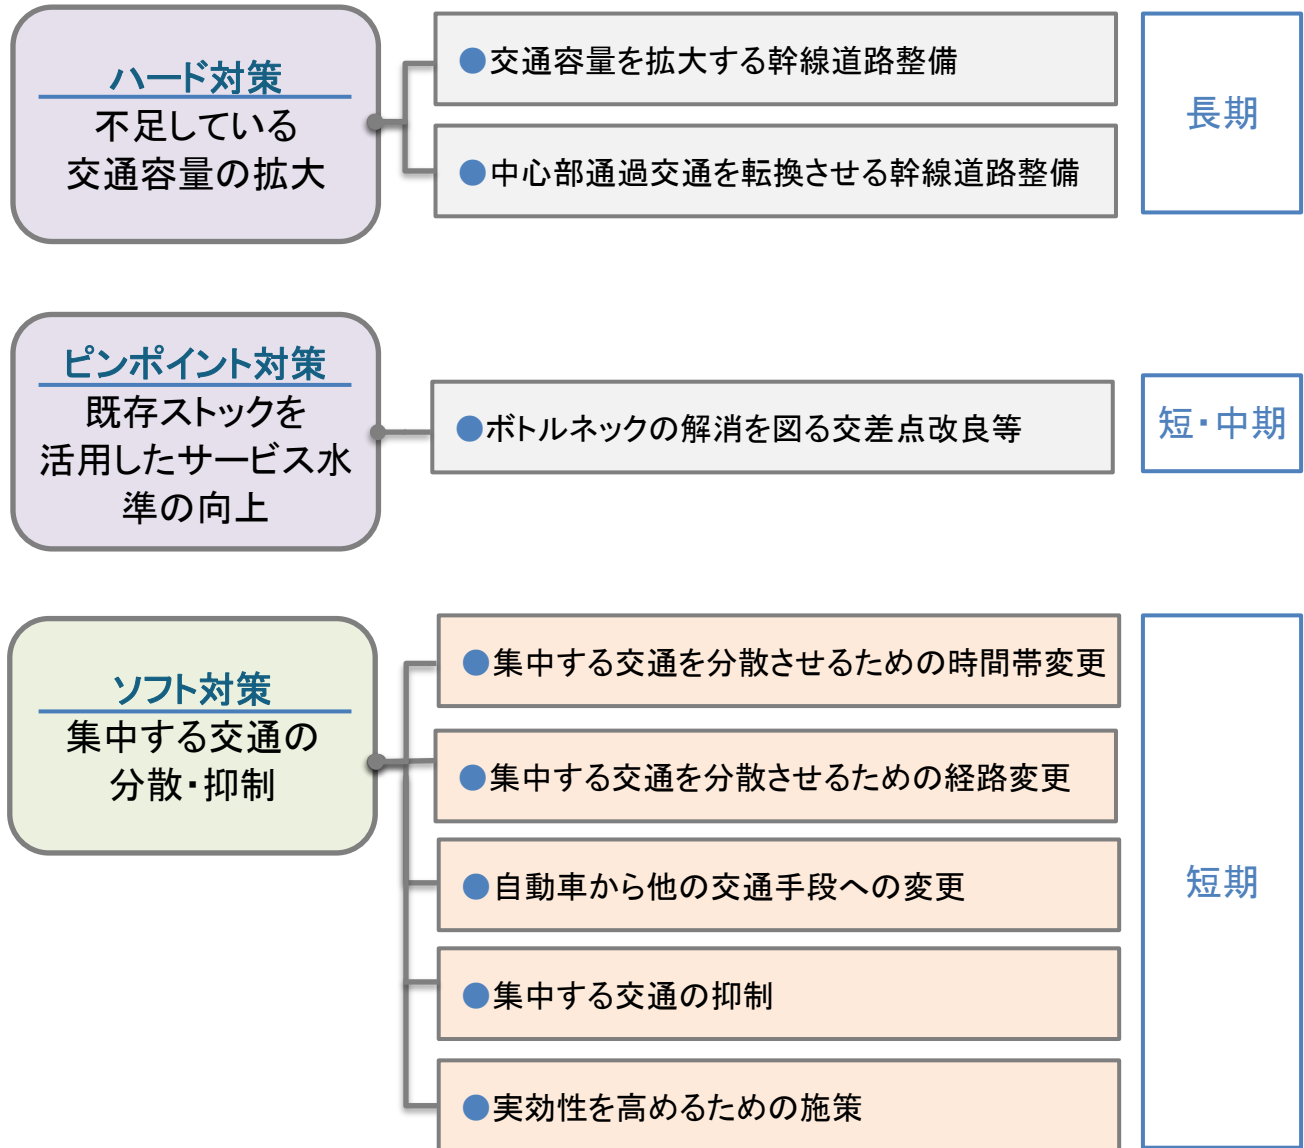 ハード対策
不足している
交通容量の拡大
●交通容量を拡大する幹線道路整備
●中心部通過交通を転換させる幹線道路整備
長期
ピンポイント対策
既存ストックを
活用したサービス水
準の向上
●ボトルネックの解消を図る交差点改良等
短・中期
ソフト対策
集中する交通の
分散・抑制
●集中する交通を分散させるための時間帯変更
●集中する交通を分散させるための経路変更
●自動車から他の交通手段への変更
●集中する交通の抑制
●実効性を高めるための施策
短期